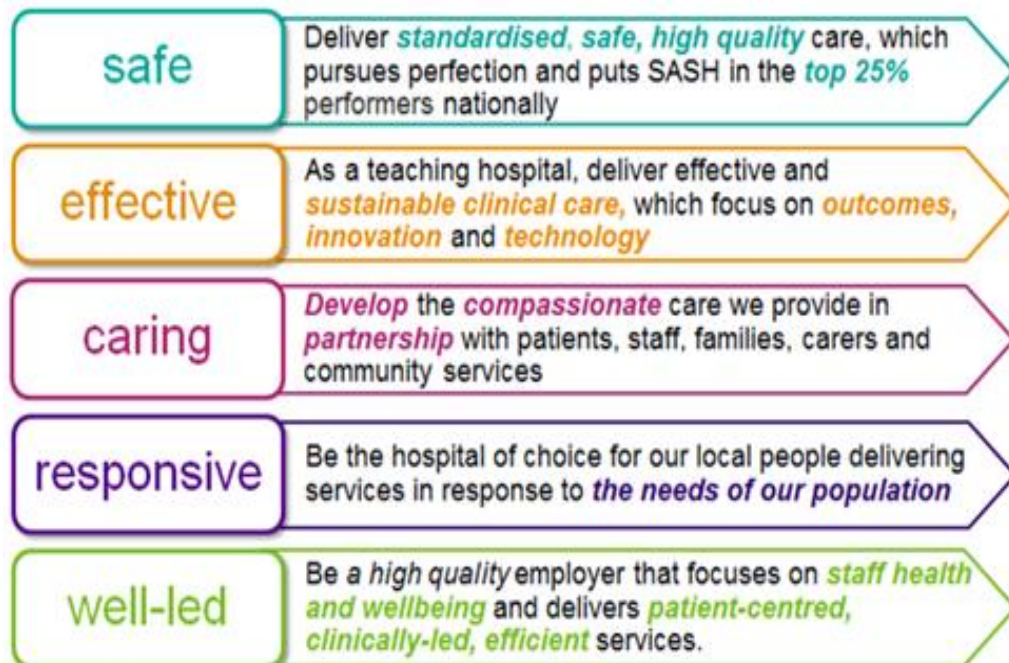 safe
Deliver standardised, safe, high quality care, which
pursues perfection and puts SASH in the top 25%
performers nationally
effective
As a teaching hospital, deliver effective and
sustainable clinical care, which focus on outcomes,
innovation and technology
caring
Develop the compassionate care we provide in
partnership with patients, staff, families, carers and
community services
responsive
Be the hospital of choice for our local people delivering
services in response to the needs of our population
well-led
Be a high quality employer that focuses on staff health
and wellbeing and delivers patient-centred,
clinically-led, efficient services.